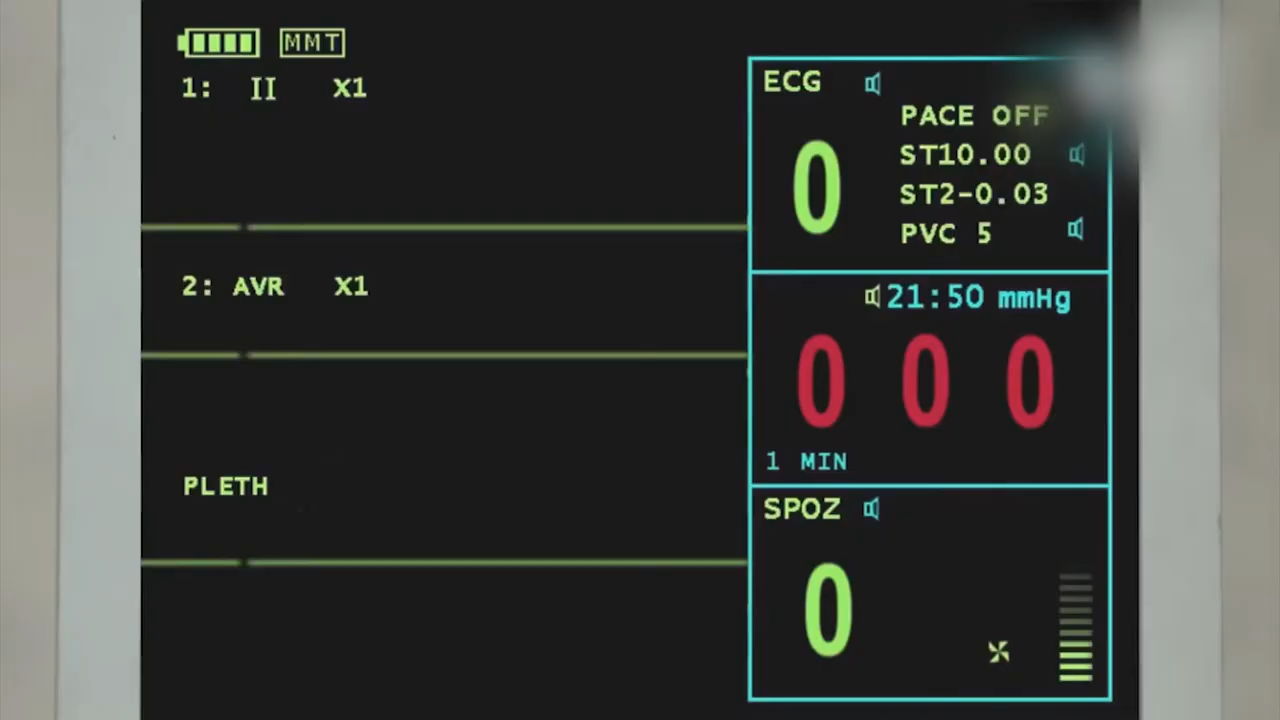 MMT
1: II X1
ECG
PACE OFF
0
ST10.00
ST2-0.03
PVC 5
2: AVR X1
21:50 mmHg
0 0 0
1 MIN
PLETH
SPOZ
0